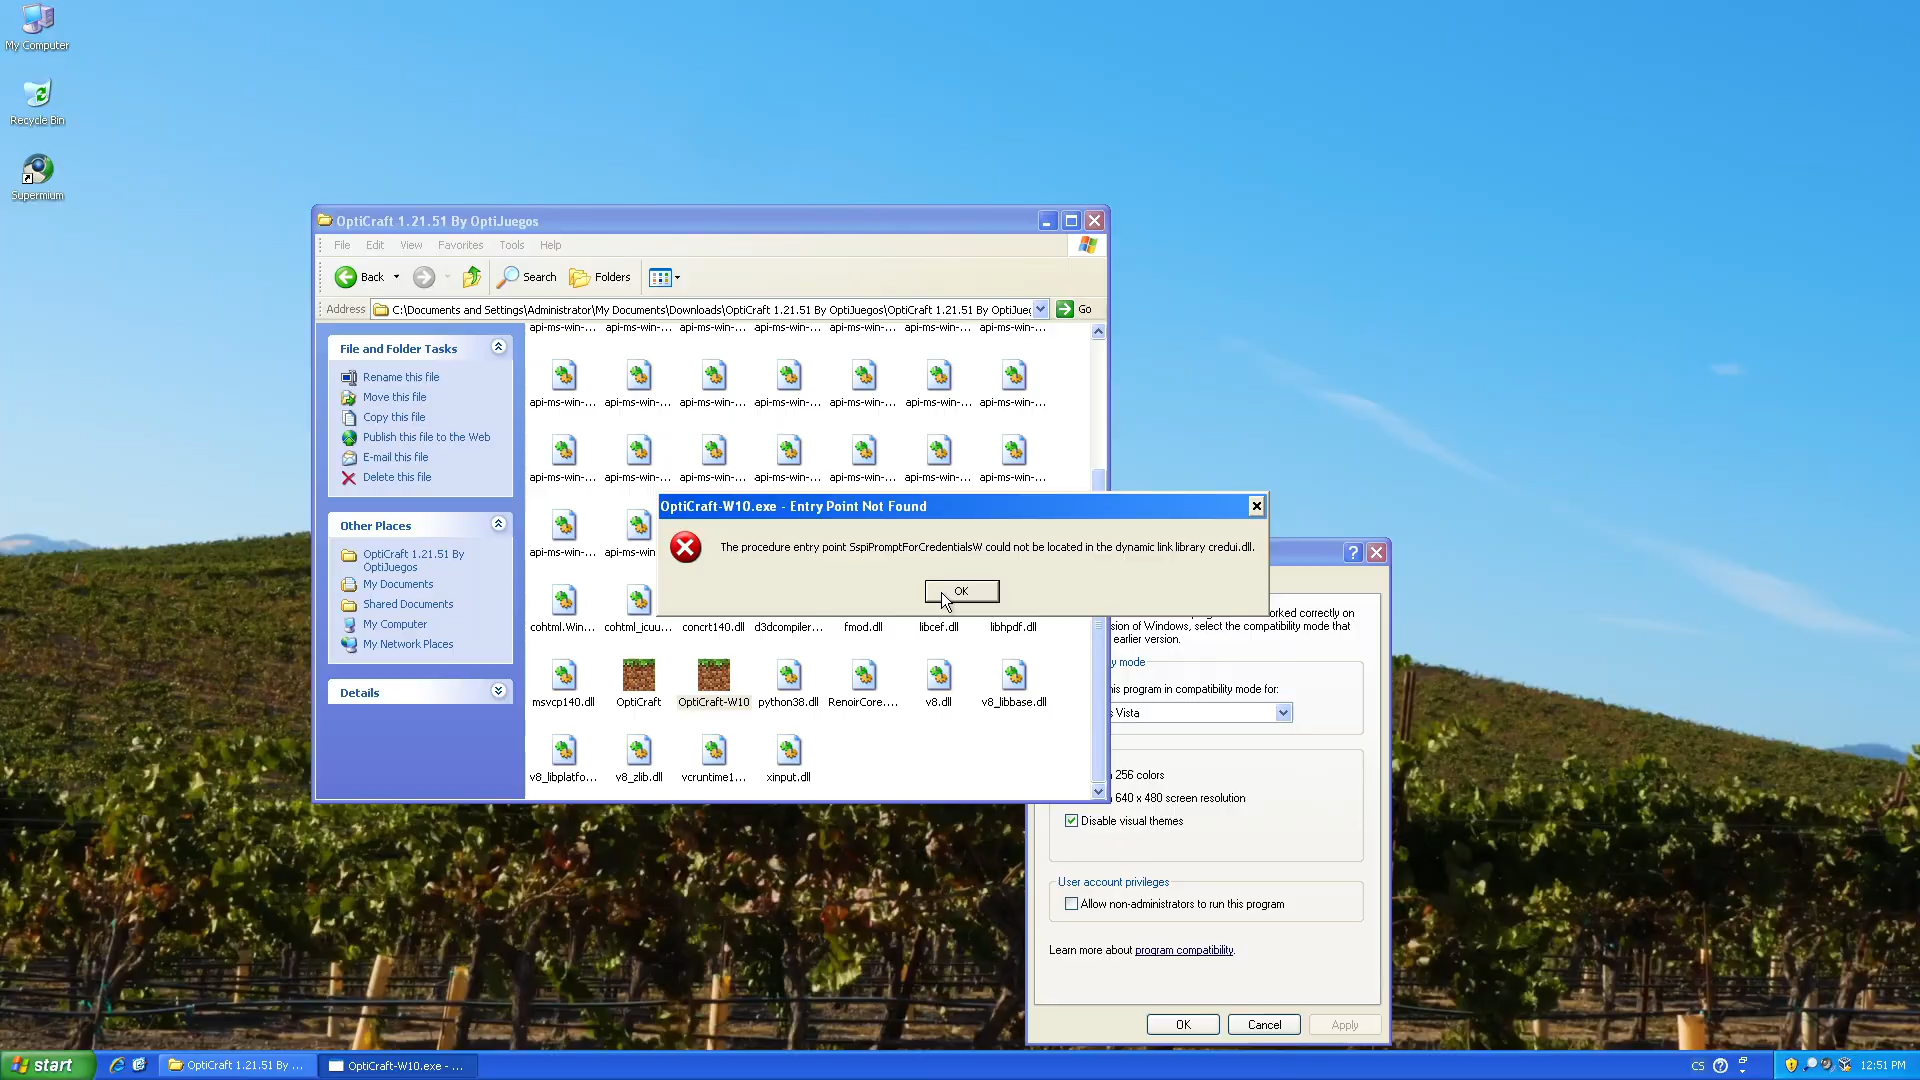 My Computer
Recycle Bin
Supermium
OptiCraft 1.21.51 By OptiJuegos
File Edit View Favorites Tools Help
Back Search Folders
Address C:\Documents and Settings\Administrator\My Documents\Downloads\OptiCraft 1.21.51 By OptiJuegos\OptiCraft 1.21.51 By OptiJueg Go
File and Folder Tasks
Rename this file
Move this file
Copy this file
Publish this file to the Web
E-mail this file
Delete this file
Other Places
OptiCraft 1.21.51 By
OptiJuegos
My Documents
Shared Documents
My Computer
My Network Places
Details
api-ms-win-... api-ms-win-... api-ms-win-... api-ms-win-... api-ms-win-... api-ms-win-... api-ms-win-...
api-ms-win-... api-ms-win-... api-ms-win-... api-ms-win-... api-ms-win-... api-ms-win-... api-ms-win-...
api-ms-win-... api-ms-win-... api-ms-win-... api-ms-win-... api-ms-win-... api-ms-win-... api-ms-win-...
api-ms-win-... api-ms-win
cohtml.Win... cohtml_icuu... concrt140.dll d3dcompiler... fmod.dll libcef.dll libhpdf.dll
msvcp140.dll OptiCraft OptiCraft-W10 python38.dll RenoirCore.... v8.dll v8_libbase.dll
v8_libplatfo... v8_zlib.dll vcruntime1... xinput.dll
OptiCraft-W10.exe - Entry Point Not Found
The procedure entry point SspiPromptForCredentialsW could not be located in the dynamic link library credui.dll.
OK
orked correctly on
sion of Windows, select the compatibility mode that
earlier version.
y mode
his program in compatibility mode for:
s Vista
256 colors
640 x 480 screen resolution
Disable visual themes
User account privileges
Allow non-administrators to run this program
Learn more about program compatibility.
OK Cancel Apply
start
OptiCraft 1.21.51 By ...
OptiCraft-W10.exe - ...
CS
12:51 PM